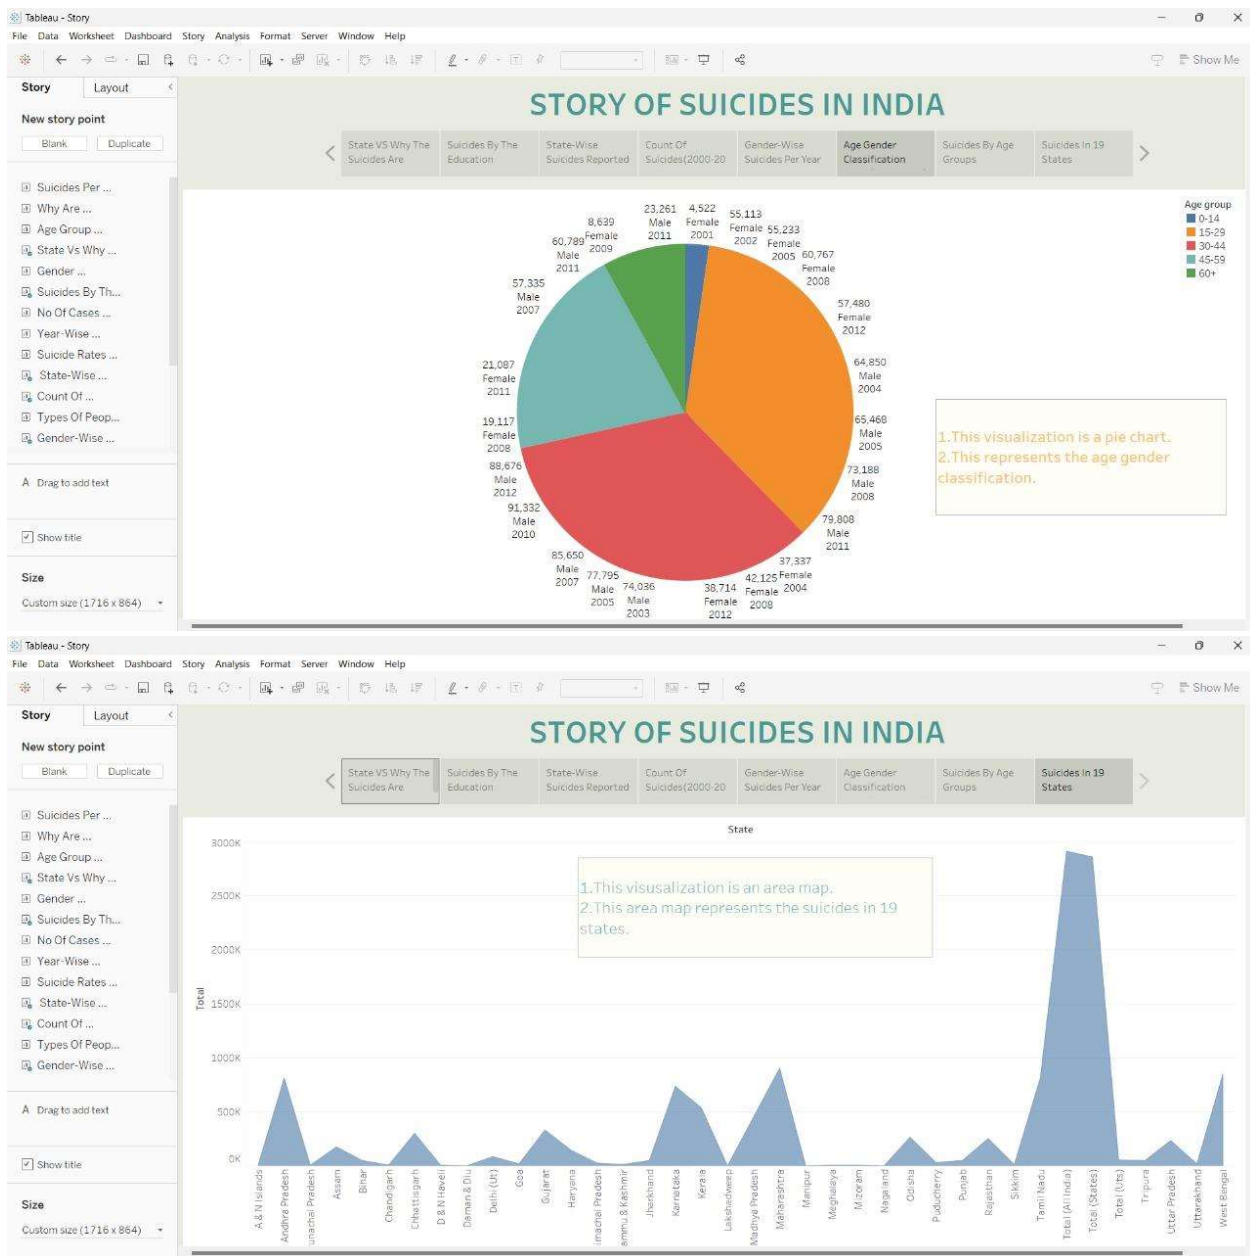 Tableau - Story
File Data Worksheet Dashboard Story Analysis Format Server Window Help
Show Me
Story Layout
New story point
Blank Duplicate
Suicides Per ...
Why Are ...
Age Group ...
State Vs Why ...
Gender ...
Suicides By Th...
No Of Cases ...
Year-Wise ...
Suicide Rates ...
State-Wise ...
Count Of ...
Types Of Peop...
Gender-Wise ...
A Drag to add text
Show title
Size
Custom size (1716 x 864)
STORY OF SUICIDES IN INDIA
State VS Why The
Suicides Are
Suicides By The
Education
State-Wise
Suicides Reported
Count Of
Suicides(2000-20
Gender-Wise
Suicides Per Year
Age Gender
Classification
Suicides By Age
Groups
Suicides In 19
States
4,522
Female
2001
55,113
Female
2002
55,233
Female
2005
60,767
Female
2008
57,480
Female
2012
64,850
Male
2004
65,468
Male
2005
73,188
Male
2008
79,808
Male
2011
37,337
Female
2004
42,125
Female
2008
38,714
Female
2012
74,036
Male
2003
77,795
Male
2005
85,650
Male
2007
91,332
Male
2010
88,676
Male
2012
19,117
Female
2008
21,087
Female
2011
57,335
Male
2007
60,789
Male
2011
8,639
Female
2009
23,261
Male
2011
Age group
0-14
15-29
30-44
45-59
60+
1.This visualization is a pie chart.
2.This represents the age gender
classification.
Tableau - Story
File Data Worksheet Dashboard Story Analysis Format Server Window Help
Show Me
Story Layout
New story point
Blank Duplicate
Suicides Per ...
Why Are ...
Age Group ...
State Vs Why ...
Gender ...
Suicides By Th...
No Of Cases ...
Year-Wise ...
Suicide Rates ...
State-Wise ...
Count Of ...
Types Of Peop...
Gender-Wise ...
A Drag to add text
Show title
Size
Custom size (1716 x 864)
STORY OF SUICIDES IN INDIA
State VS Why The
Suicides Are
Suicides By The
Education
State-Wise
Suicides Reported
Count Of
Suicides(2000-20
Gender-Wise
Suicides Per Year
Age Gender
Classification
Suicides By Age
Groups
Suicides In 19
States
State
1.This visusalization is an area map.
2.This area map represents the suicides in 19
states.
Total
3000K
2500K
2000K
1500K
1000K
500K
0K
A & N Islands
Andhra Pradesh
unachal Pradesh
Assam
Bihar
Chandigarh
Chhattisgarh
D & N Haveli
Daman & Diu
Delhi (Ut)
Goa
Gujarat
Haryana
imachal Pradesh
ammu & Kashmir
Jharkhand
Karnataka
Kerala
Lakshadweep
Madhya Pradesh
Maharashtra
Manipur
Meghalaya
Mizoram
Nagaland
Odisha
Puducherry
Punjab
Rajasthan
Sikkim
Tamil Nadu
Total (All India)
Total (States)
Total (Uts)
Tripura
Uttar Pradesh
Uttarakhand
West Bengal